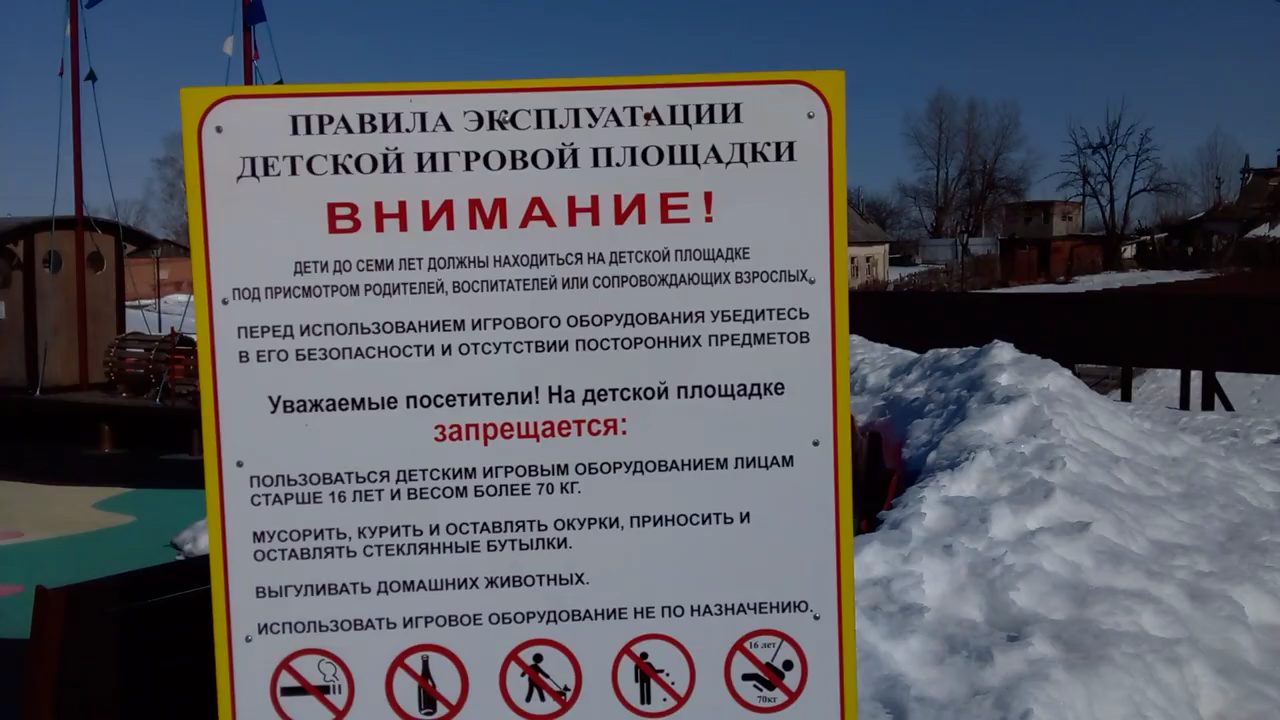 ПРАВИЛА ЭКСПЛУАТАЦИИ
ДЕТСКОЙ ИГРОВОЙ ПЛОЩАДКИ
ВНИМАНИЕ!
ДЕТИ ДО СЕМИ ЛЕТ ДОЛЖНЫ НАХОДИТЬСЯ НА ДЕТСКОЙ ПЛОЩАДКЕ
ПОД ПРИСМОТРОМ РОДИТЕЛЕЙ, ВОСПИТАТЕЛЕЙ ИЛИ СОПРОВОЖДАЮЩИХ ВЗРОСЛЫХ.
ПЕРЕД ИСПОЛЬЗОВАНИЕМ ИГРОВОГО ОБОРУДОВАНИЯ УБЕДИТЕСЬ
В ЕГО БЕЗОПАСНОСТИ И ОТСУТСТВИИ ПОСТОРОННИХ ПРЕДМЕТОВ
Уважаемые посетители! На детской площадке
запрещается:
ПОЛЬЗОВАТЬСЯ ДЕТСКИМ ИГРОВЫМ ОБОРУДОВАНИЕМ ЛИЦАМ
СТАРШЕ 16 ЛЕТ И ВЕСОМ БОЛЕЕ 70 КГ.
МУСОРИТЬ, КУРИТЬ И ОСТАВЛЯТЬ ОКУРКИ, ПРИНОСИТЬ И
ОСТАВЛЯТЬ СТЕКЛЯННЫЕ БУТЫЛКИ.
ВЫГУЛИВАТЬ ДОМАШНИХ ЖИВОТНЫХ.
ИСПОЛЬЗОВАТЬ ИГРОВОЕ ОБОРУДОВАНИЕ НЕ ПО НАЗНАЧЕНИЮ.
16 лет
70кг